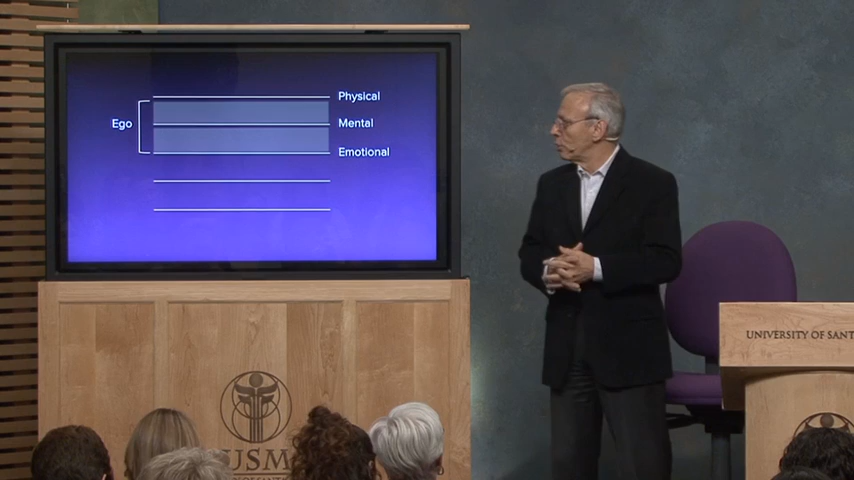 Physical
Ego
Mental
Emotional
UNIVERSITY OF SANT
USM